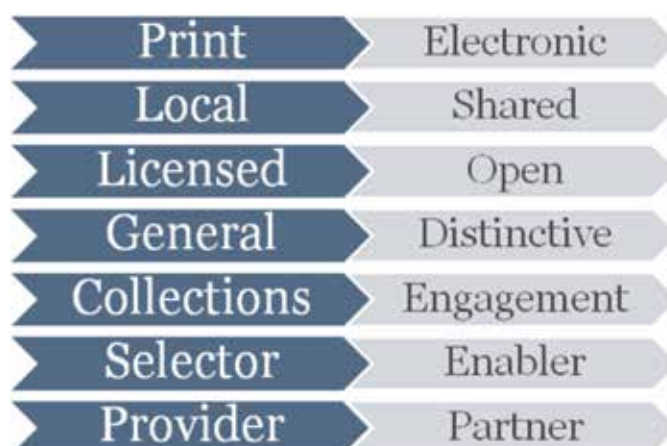 Print Electronic
Local Shared
Licensed Open
General Distinctive
Collections Engagement
Selector Enabler
Provider Partner